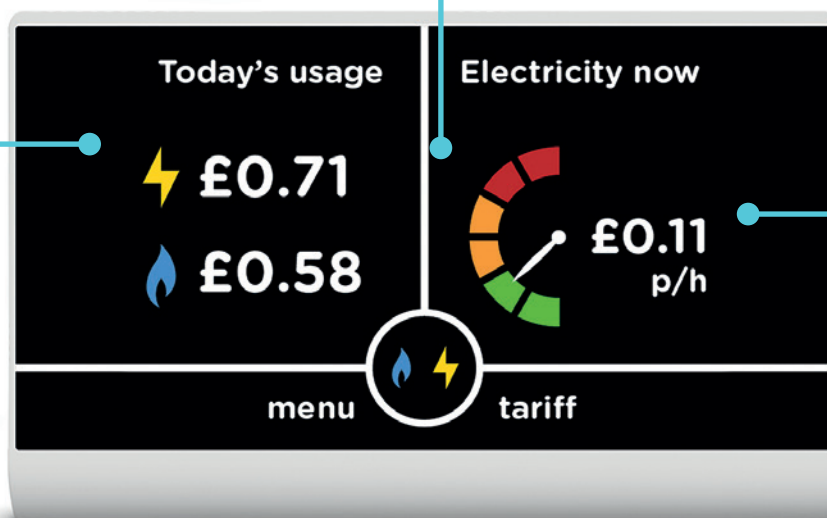 Today's usage
£0.71
£0.58
Electricity now
£0.11
p/h
menu
tariff